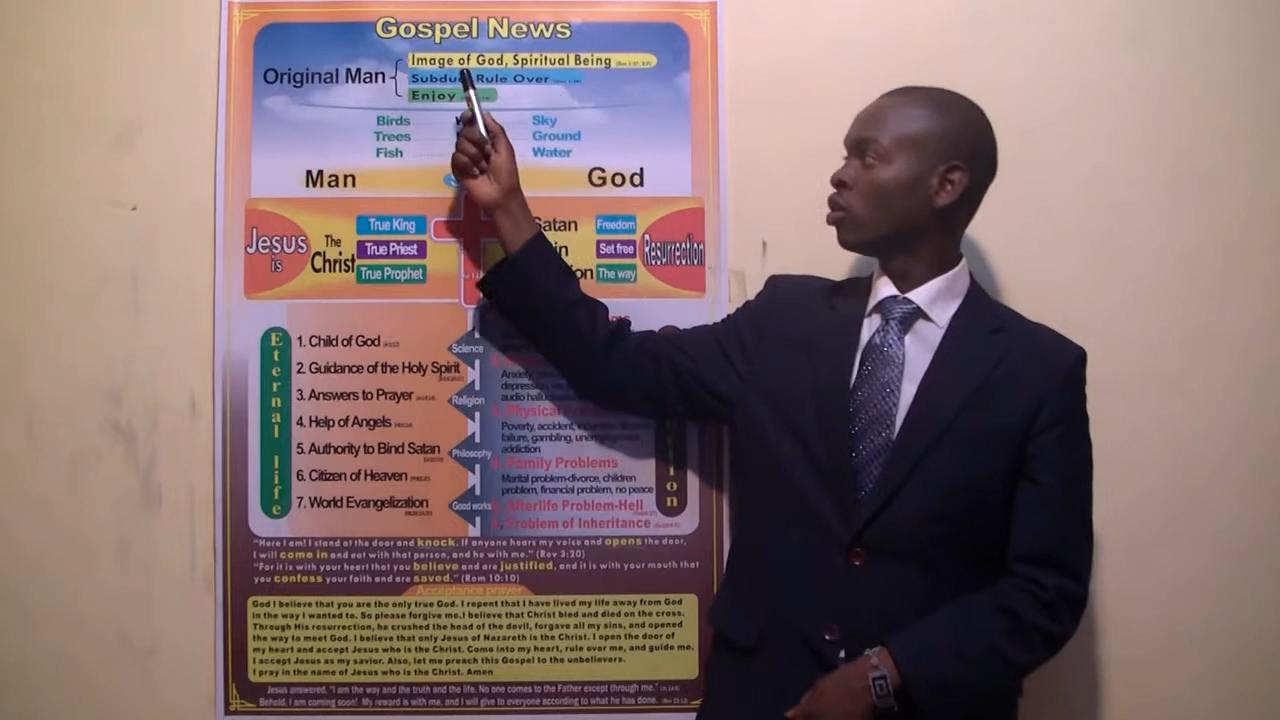 Gospel News
Original Man
Image of God, Spiritual Being
Subdue Rule Over
Enjoy
Birds Sky
Trees Ground
Fish Water
Man God
Jesus is
The Christ
True King
True Priest
True Prophet
Satan Freedom
Set free
The way
Resurrection
Eternal life
1. Child of God
2. Guidance of the Holy Spirit
3. Answers to Prayer
4. Help of Angels
5. Authority to Bind Satan
6. Citizen of Heaven
7. World Evangelization
Science
Religion
Philosophy
Good works
Anxiety,
depression,
audio
Physical
Poverty, accident,
failure, gambling, unemployment
addiction
Family Problems
Marital problem-divorce, children
problem, financial problem, no peace
Afterlife Problem-Hell
Problem of Inheritance
"Here I am! I stand at the door and knock. If anyone hears my voice and opens the door,
I will come in and eat with that person, and he with me." (Rev 3:20)
"For it is with your heart that you believe and are justified, and it is with your mouth that
you confess your faith and are saved." (Rom 10:10)
Acceptance prayer
God I believe that you are the only true God. I repent that I have lived my life away from God
in the way I wanted to. So please forgive me.I believe that Christ bled and died on the cross.
Through His resurrection, he crushed the head of the devil, forgave all my sins, and opened
the way to meet God. I believe that only Jesus of Nazareth is the Christ. I open the door of
my heart and accept Jesus who is the Christ. Come into my heart, rule over me, and guide me.
I accept Jesus as my savior. Also, let me preach this Gospel to the unbelievers.
I pray in the name of Jesus who is the Christ. Amen
Jesus answered, "I am the way and the truth and the life. No one comes to the Father except through me."
Behold, I am coming soon! My reward is with me, and I will give to everyone according to what he has done.